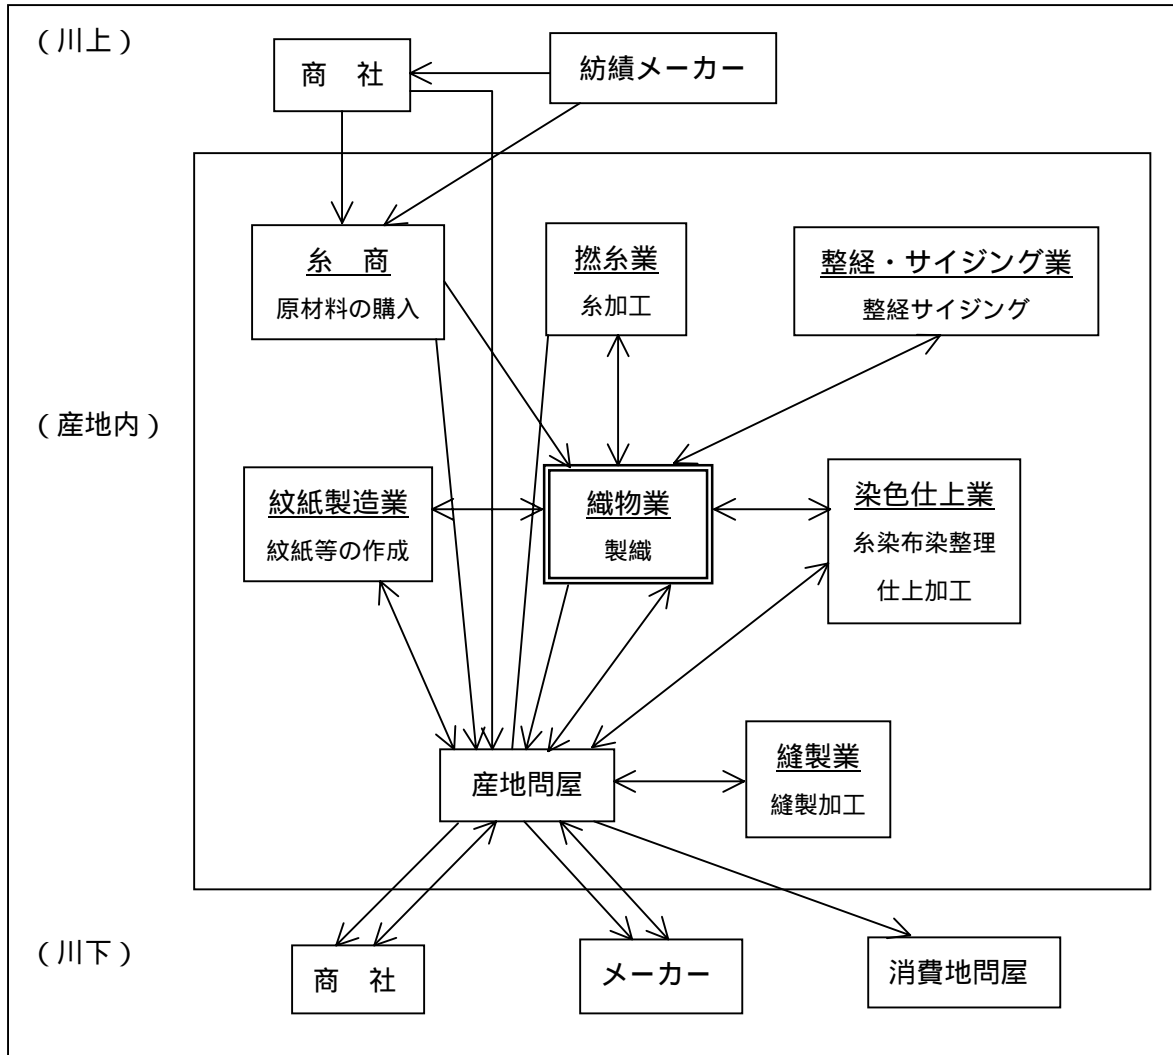 (川上)
商　社
紡績メーカー
糸　商
原材料の購入
撚糸業
糸加工
整経・サイジング業
整経サイジング
(産地内)
紋紙製造業
紋紙等の作成
織物業
製織
染色仕上業
糸染布染整理
仕上加工
産地問屋
縫製業
縫製加工
(川下)
商　社
メーカー
消費地問屋